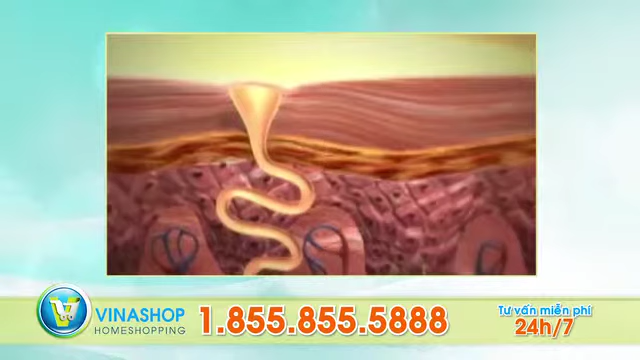 VINASHOP
HOMESHOPPING
1.855.855.5888
Tư vấn miễn phí
24h/7